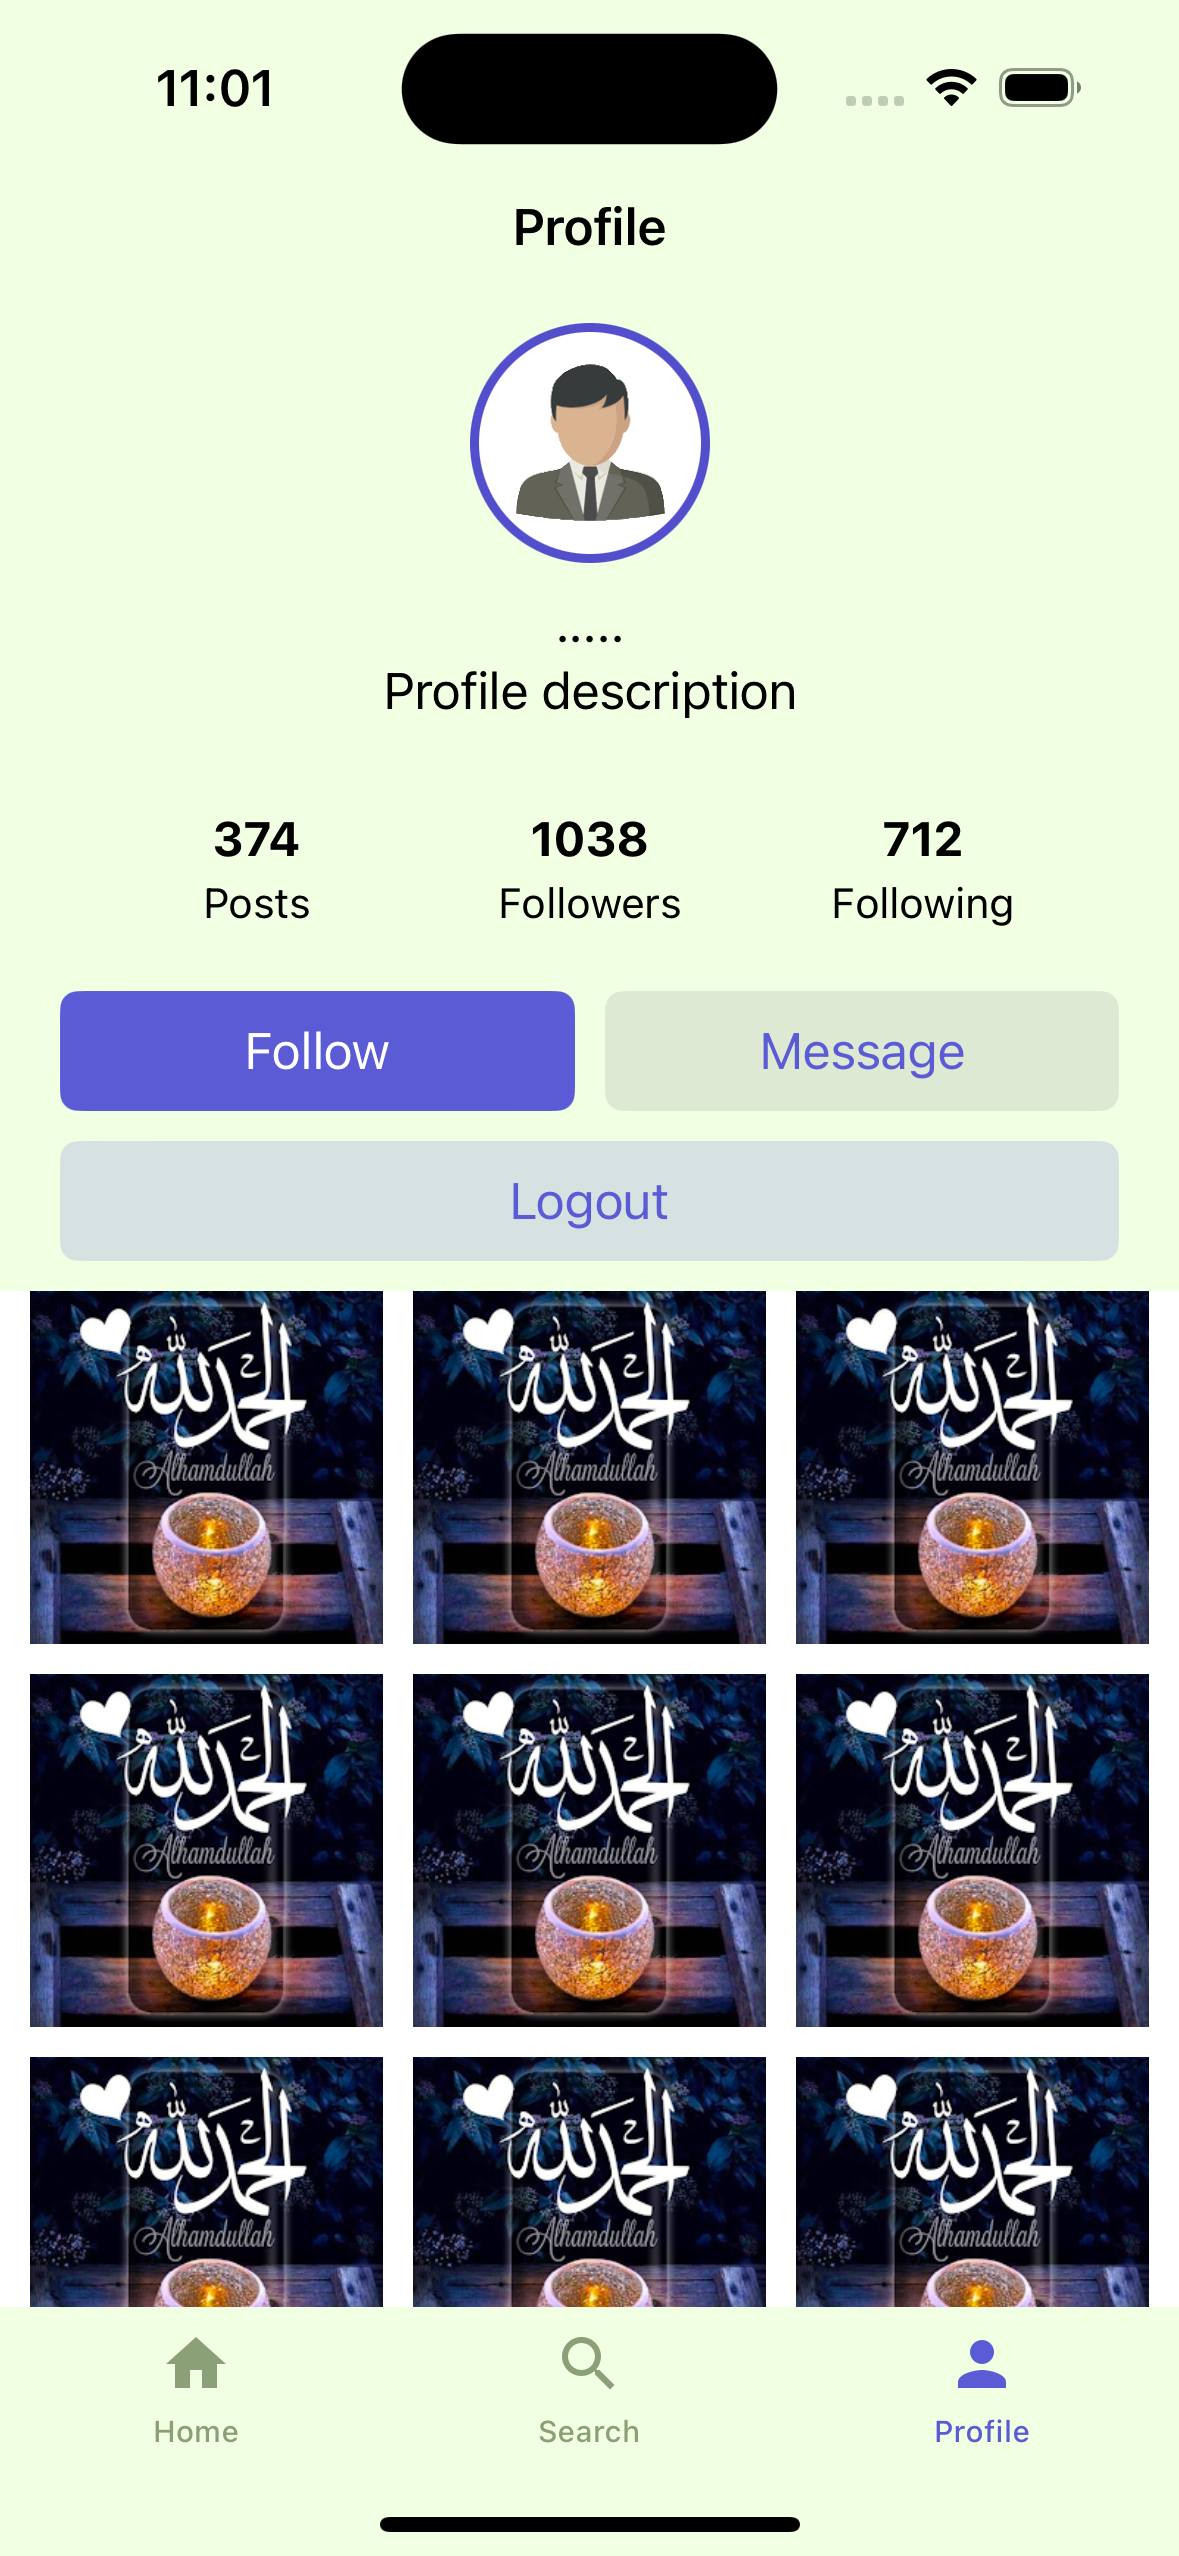 11:01
Profile
.....
Profile description
374 1038 712
Posts Followers Following
Follow Message
Logout
الحمد لله الحمد لله الحمد لله
Alhamdullah Alhamdullah Alhamdullah
الحمد لله الحمد لله الحمد لله
Alhamdullah Alhamdullah Alhamdullah
الحمد لله الحمد لله الحمد لله
Alhamdullah Alhamdullah Alhamdullah
Home Search Profile